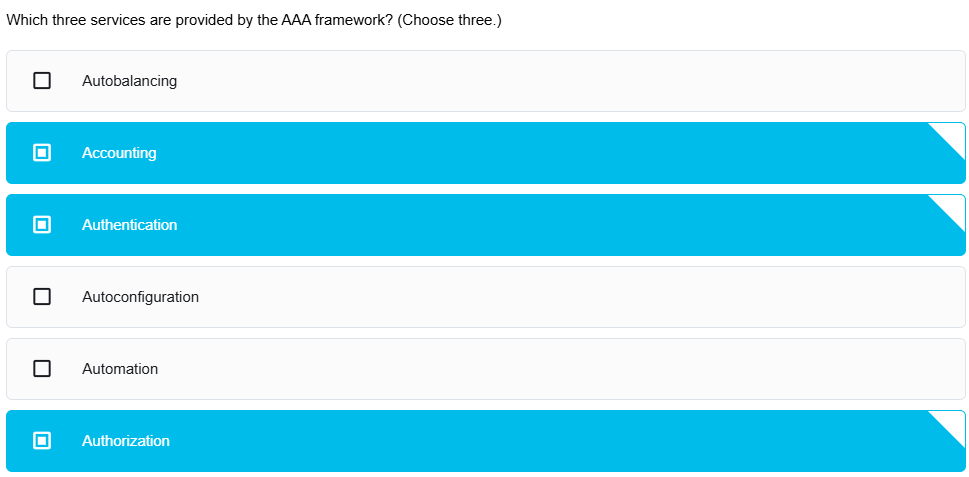 Which three services are provided by the AAA framework? (Choose three.)
Autobalancing
Accounting
Authentication
Autoconfiguration
Automation
Authorization